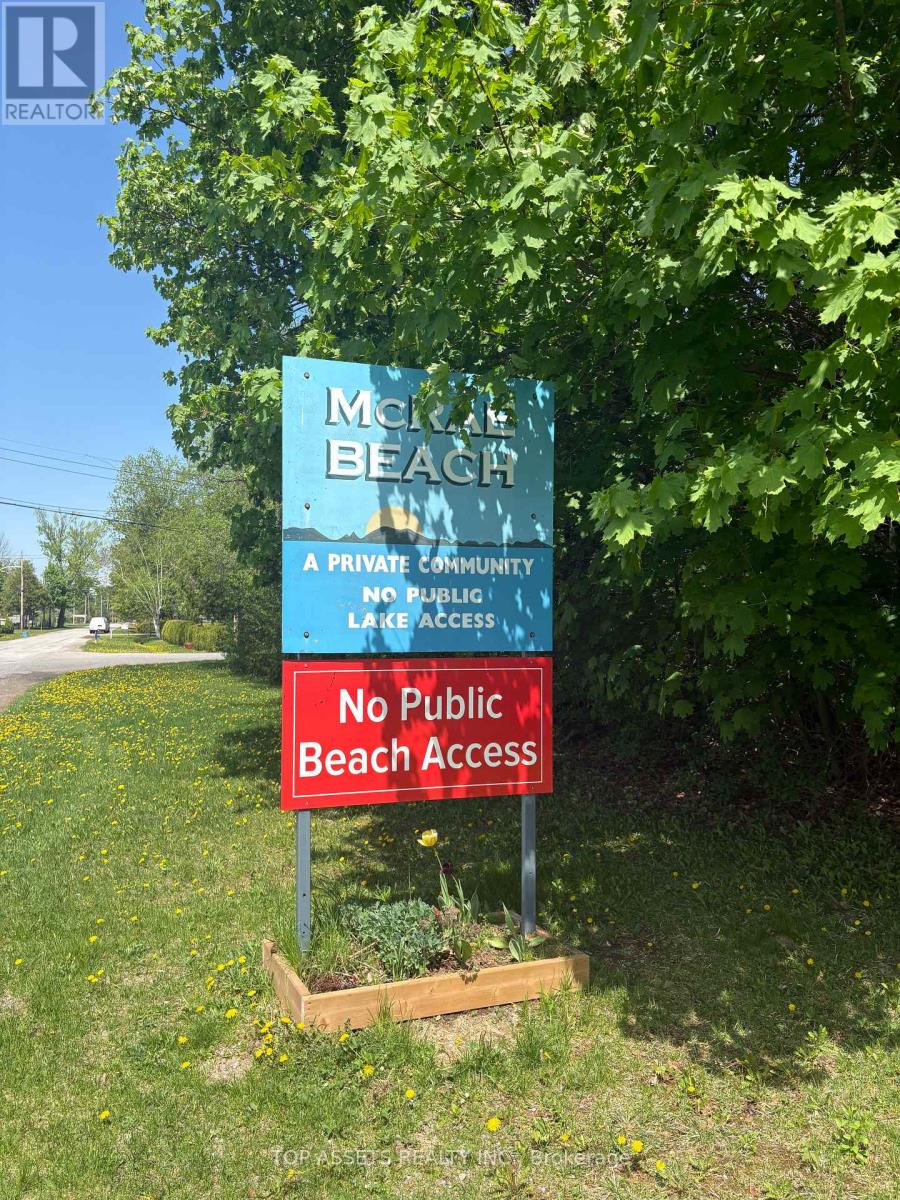 REALTOR
McRAE
BEACH
A PRIVATE COMMUNITY
NO PUBLIC
LAKE ACCESS
No Public
Beach Access
TOP ASSETS REALTY INC., Brokerage